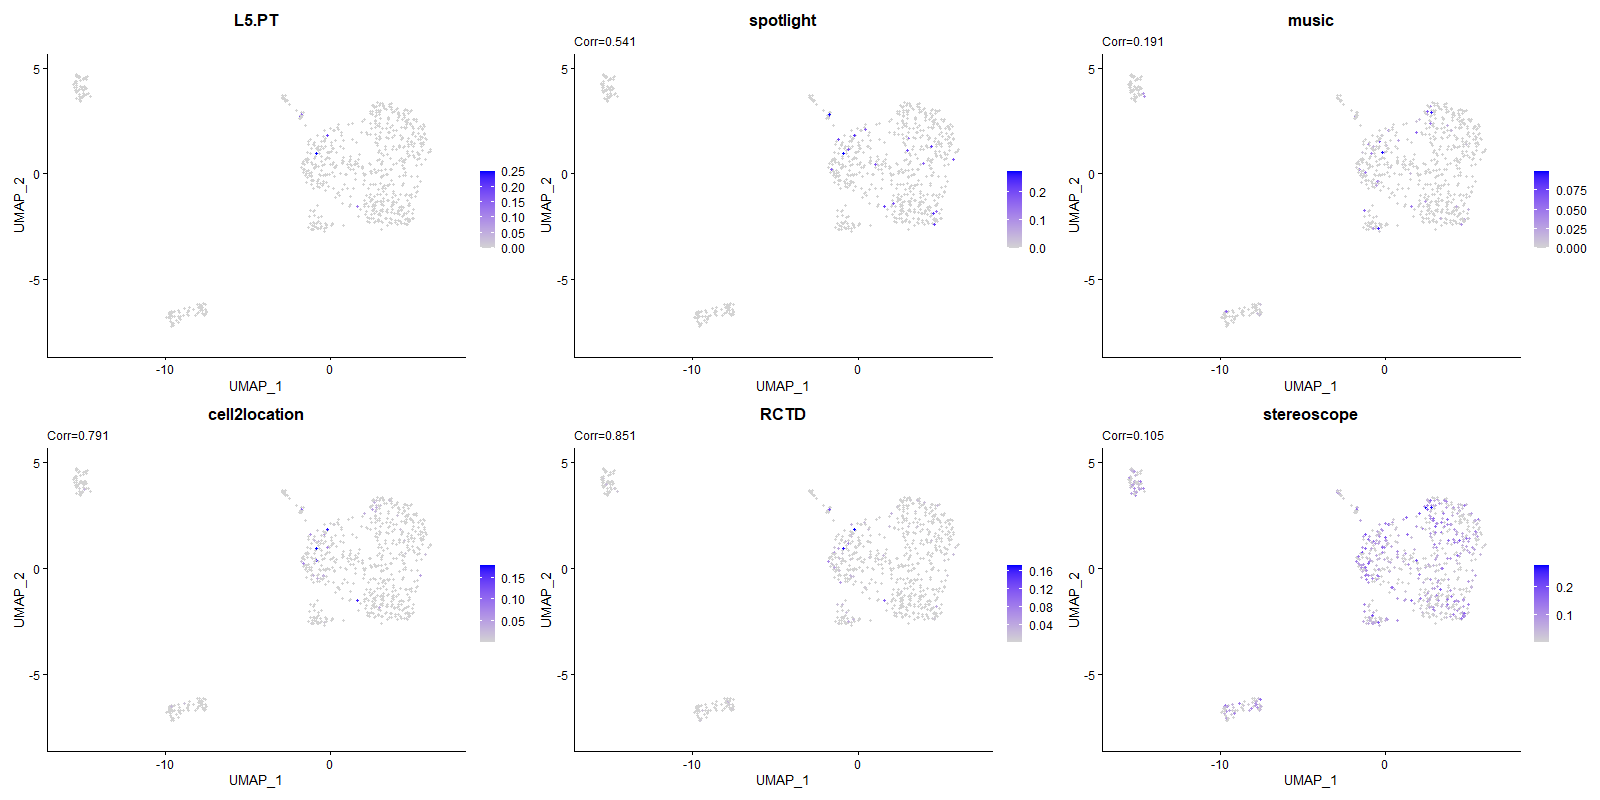 L5.PT
5
0
-5
-10
0
UMAP_1
UMAP_2
0.25
0.20
0.15
0.10
0.05
0.00
spotlight
Corr=0.541
5
0
-5
-10
0
UMAP_1
UMAP_2
0.2
0.1
0.0
music
Corr=0.191
5
0
-5
-10
0
UMAP_1
UMAP_2
0.075
0.050
0.025
0.000
cell2location
Corr=0.791
5
0
-5
-10
0
UMAP_1
UMAP_2
0.15
0.10
0.05
RCTD
Corr=0.851
5
0
-5
-10
0
UMAP_1
UMAP_2
0.16
0.12
0.08
0.04
stereoscope
Corr=0.105
5
0
-5
-10
0
UMAP_1
UMAP_2
0.2
0.1